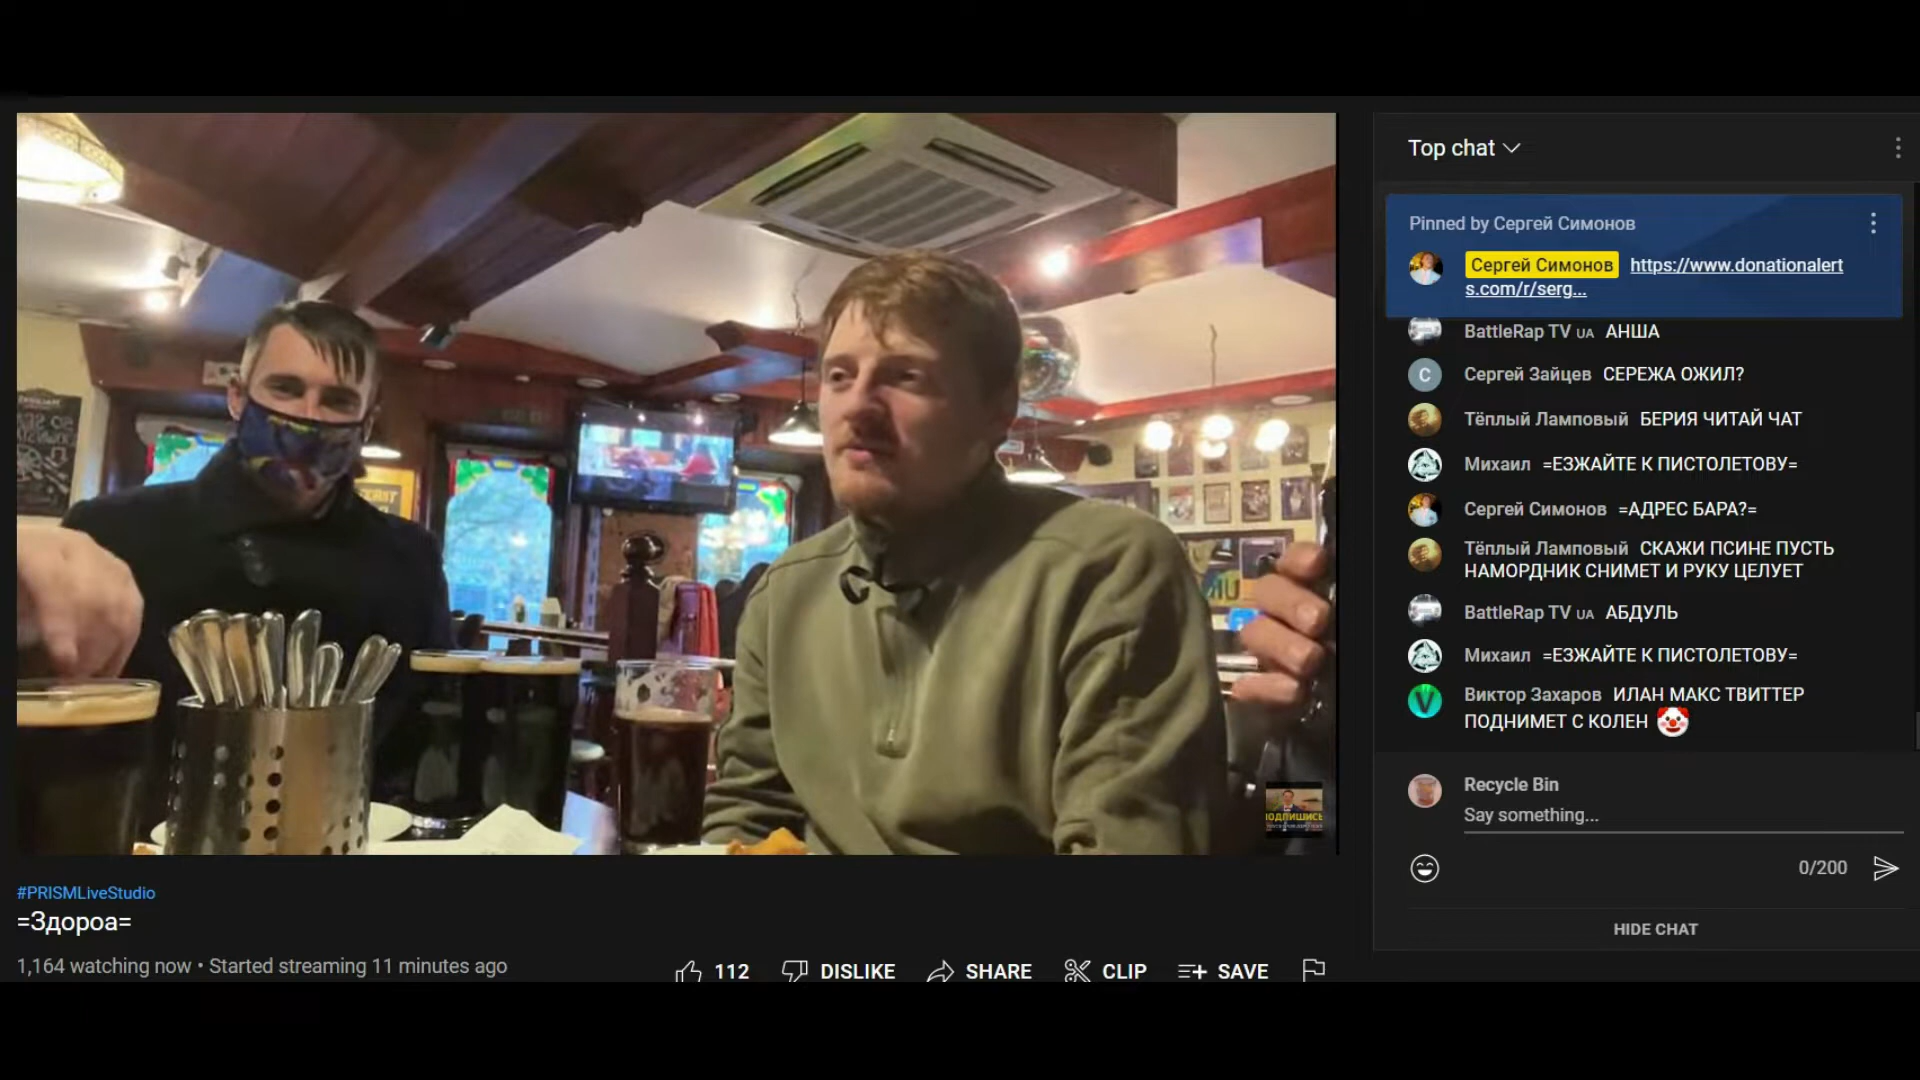 Top chat
Pinned by Сергей Симонов
Сергей Симонов https://www.donationalert
s.com/r/serg...
BattleRap TV UA АНША
С Сергей Зайцев СЕРЕЖА ОЖИЛ?
Тёплый Ламповый БЕРИЯ ЧИТАЙ ЧАТ
Михаил =ЕЗЖАЙТЕ К ПИСТОЛЕТОВУ=
Сергей Симонов =АДРЕС БАРА?=
Тёплый Ламповый СКАЖИ ПСИНЕ ПУСТЬ
НАМОРДНИК СНИМЕТ И РУКУ ЦЕЛУЕТ
BattleRap TV UA АБДУЛЬ
Михаил =ЕЗЖАЙТЕ К ПИСТОЛЕТОВУ=
V Виктор Захаров ИЛАН МАКС ТВИТТЕР
ПОДНИМЕТ С КОЛЕН 🤡
Recycle Bin
Say something...
0/200
HIDE CHAT
ПОДПИШИСЬ
#PRISMLiveStudio
=Здороа=
1,164 watching now • Started streaming 11 minutes ago
112 DISLIKE SHARE CLIP SAVE